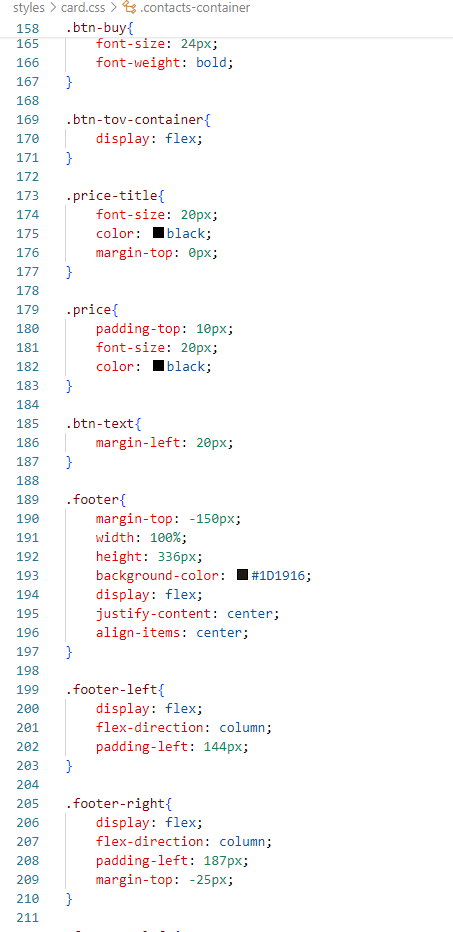 styles > card.css > .contacts-container
158 .btn-buy{
165     font-size: 24px;
166     font-weight: bold;
167 }
168
169 .btn-tov-container{
170     display: flex;
171 }
172
173 .price-title{
174     font-size: 20px;
175     color: black;
176     margin-top: 0px;
177 }
178
179 .price{
180     padding-top: 10px;
181     font-size: 20px;
182     color: black;
183 }
184
185 .btn-text{
186     margin-left: 20px;
187 }
188
189 .footer{
190     margin-top: -150px;
191     width: 100%;
192     height: 336px;
193     background-color: #1D1916;
194     display: flex;
195     justify-content: center;
196     align-items: center;
197 }
198
199 .footer-left{
200     display: flex;
201     flex-direction: column;
202     padding-left: 144px;
203 }
204
205 .footer-right{
206     display: flex;
207     flex-direction: column;
208     padding-left: 187px;
209     margin-top: -25px;
210 }
211